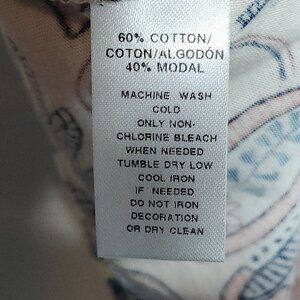 60% COTTON/
COTON/ALGODÓN
40% MODAL
MACHINE WASH
COLD
ONLY NON-
CHLORINE BLEACH
WHEN NEEDED
TUMBLE DRY LOW
COOL IRON
IF NEEDED
DO NOT IRON
DECORATION
OR DRY CLEAN